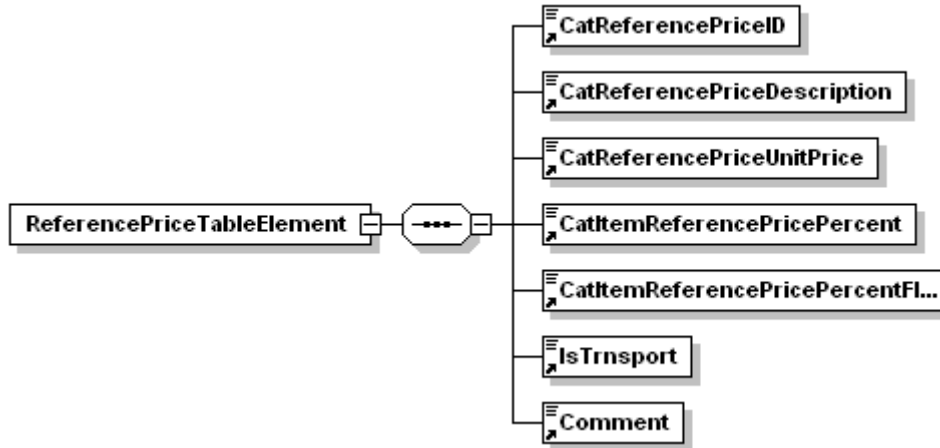 CatReferencePriceID
CatReferencePriceDescription
CatReferencePriceUnitPrice
ReferencePriceTableElement
CatItemReferencePricePercent
CatItemReferencePricePercentFl...
IsTrnsport
Comment